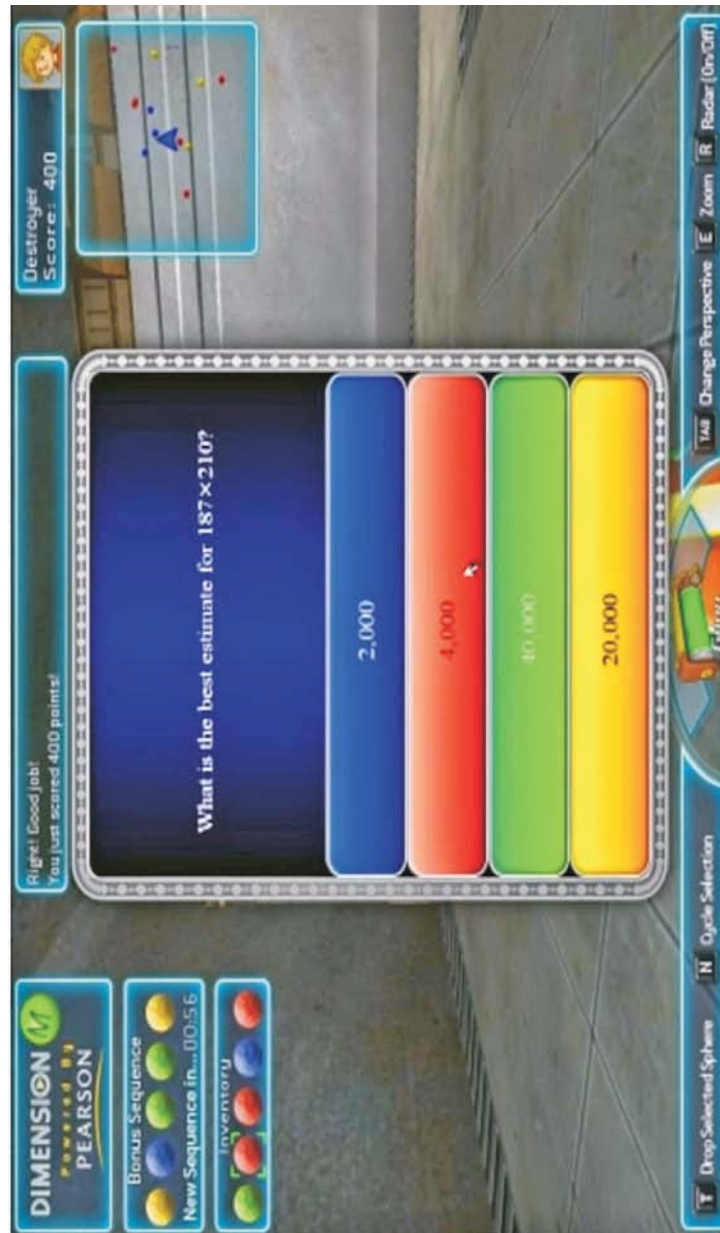 DIMENSION M
Powered By
PEARSON
Bonus Sequence
New Sequence in...00:56
Inventory
Right! Good job!
You just scored 400 points!
Destroyer
Score: 400
What is the best estimate for 187×210?
2,000
4,000
40,000
20,000
T Drop Selected Sphere
N Cycle Selection
TAB Change Perspective
E Zoom
R Radar (On/Off)